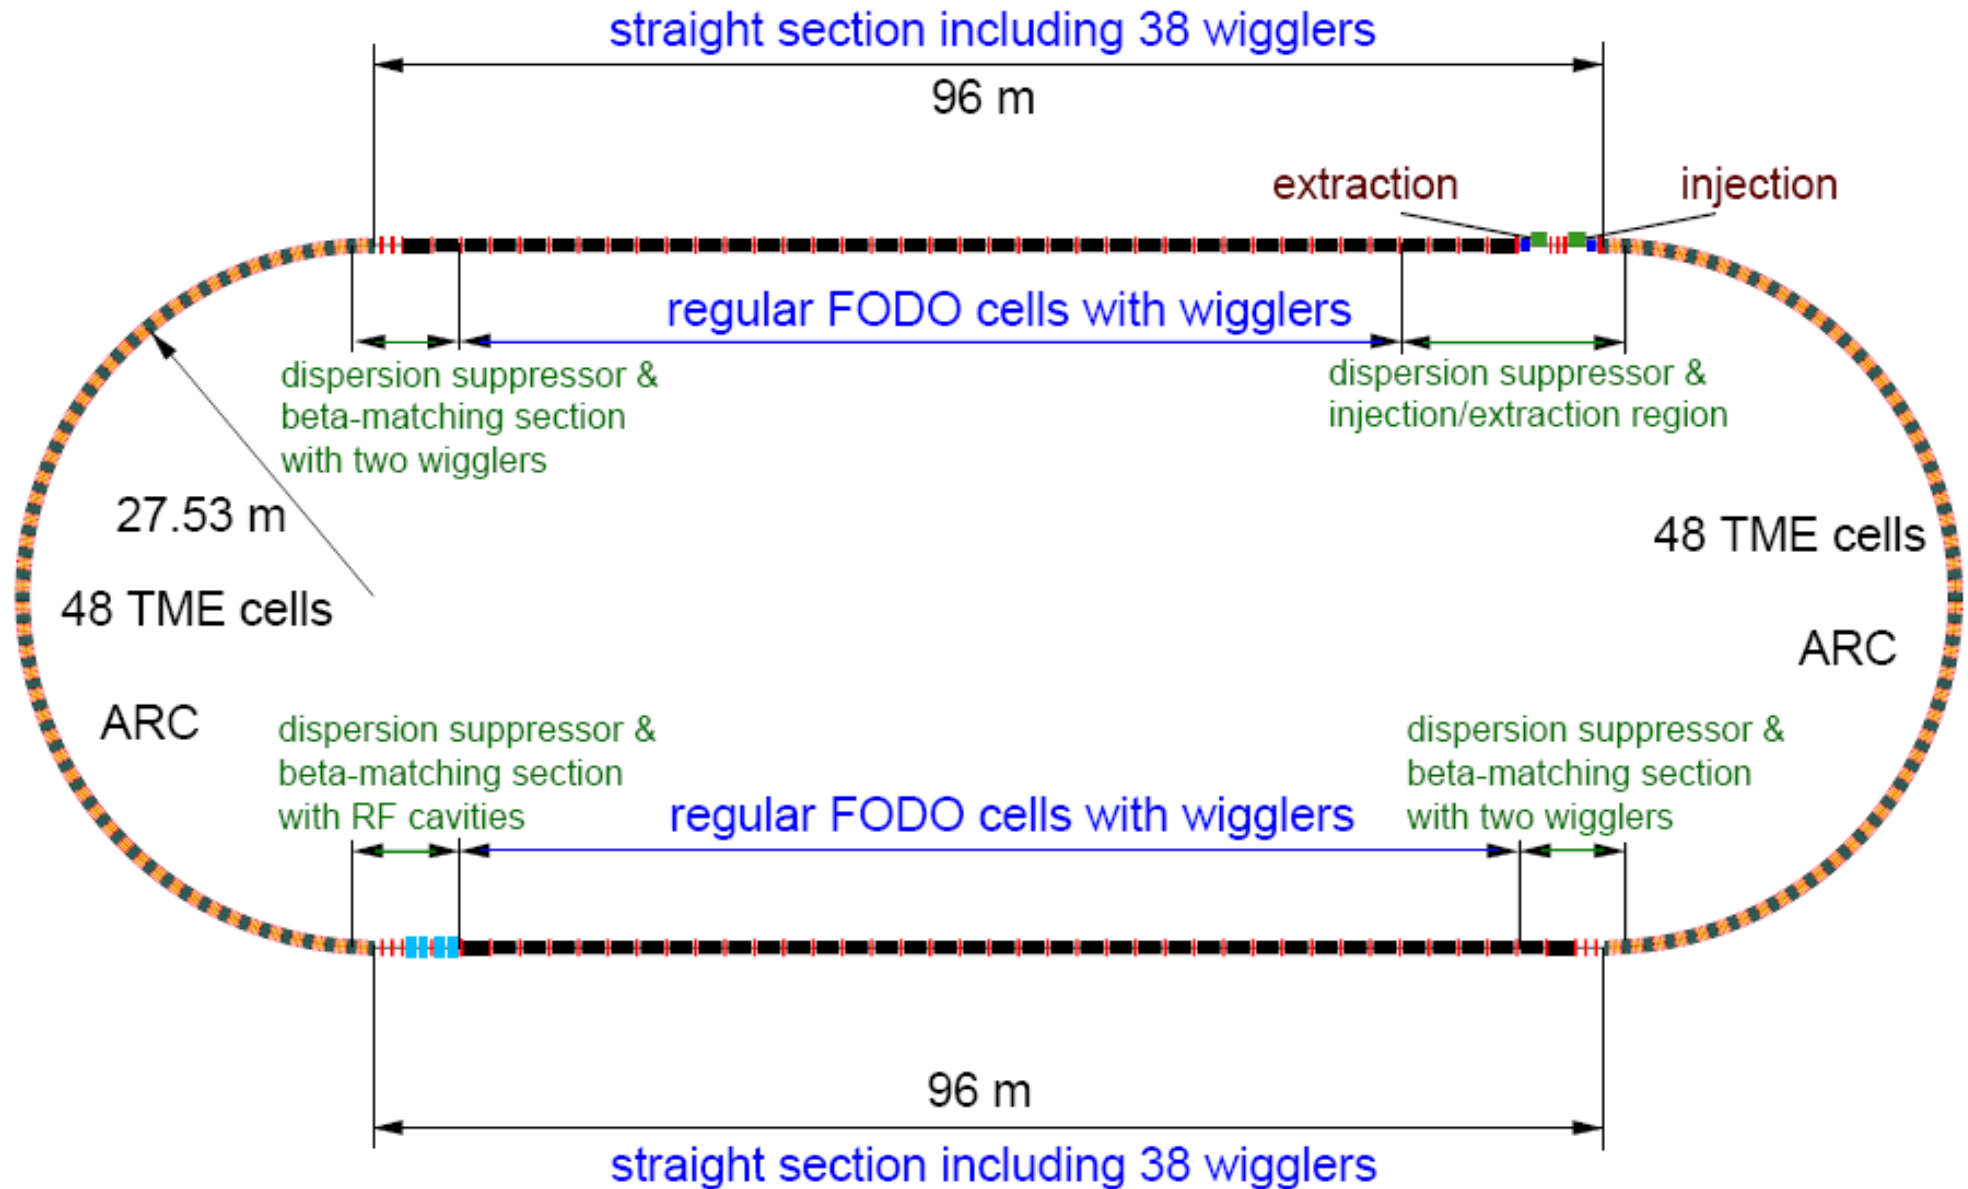 straight section including 38 wigglers
96 m
extraction
injection
regular FODO cells with wigglers
dispersion suppressor &
beta-matching section
with two wigglers
dispersion suppressor &
injection/extraction region
27.53 m
48 TME cells
ARC
48 TME cells
ARC
dispersion suppressor &
beta-matching section
with RF cavities
regular FODO cells with wigglers
dispersion suppressor &
beta-matching section
with two wigglers
96 m
straight section including 38 wigglers